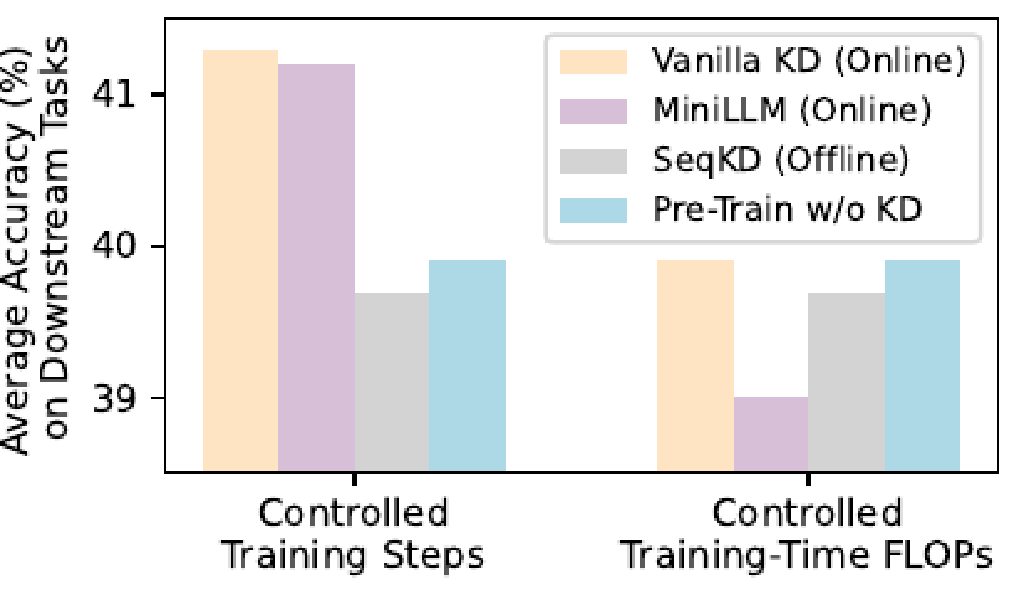 Average Accuracy (%)
on Downstream Tasks
41
40
39
Vanilla KD (Online)
MiniLLM (Online)
SeqKD (Offline)
Pre-Train w/o KD
Controlled
Training Steps
Controlled
Training-Time FLOPs